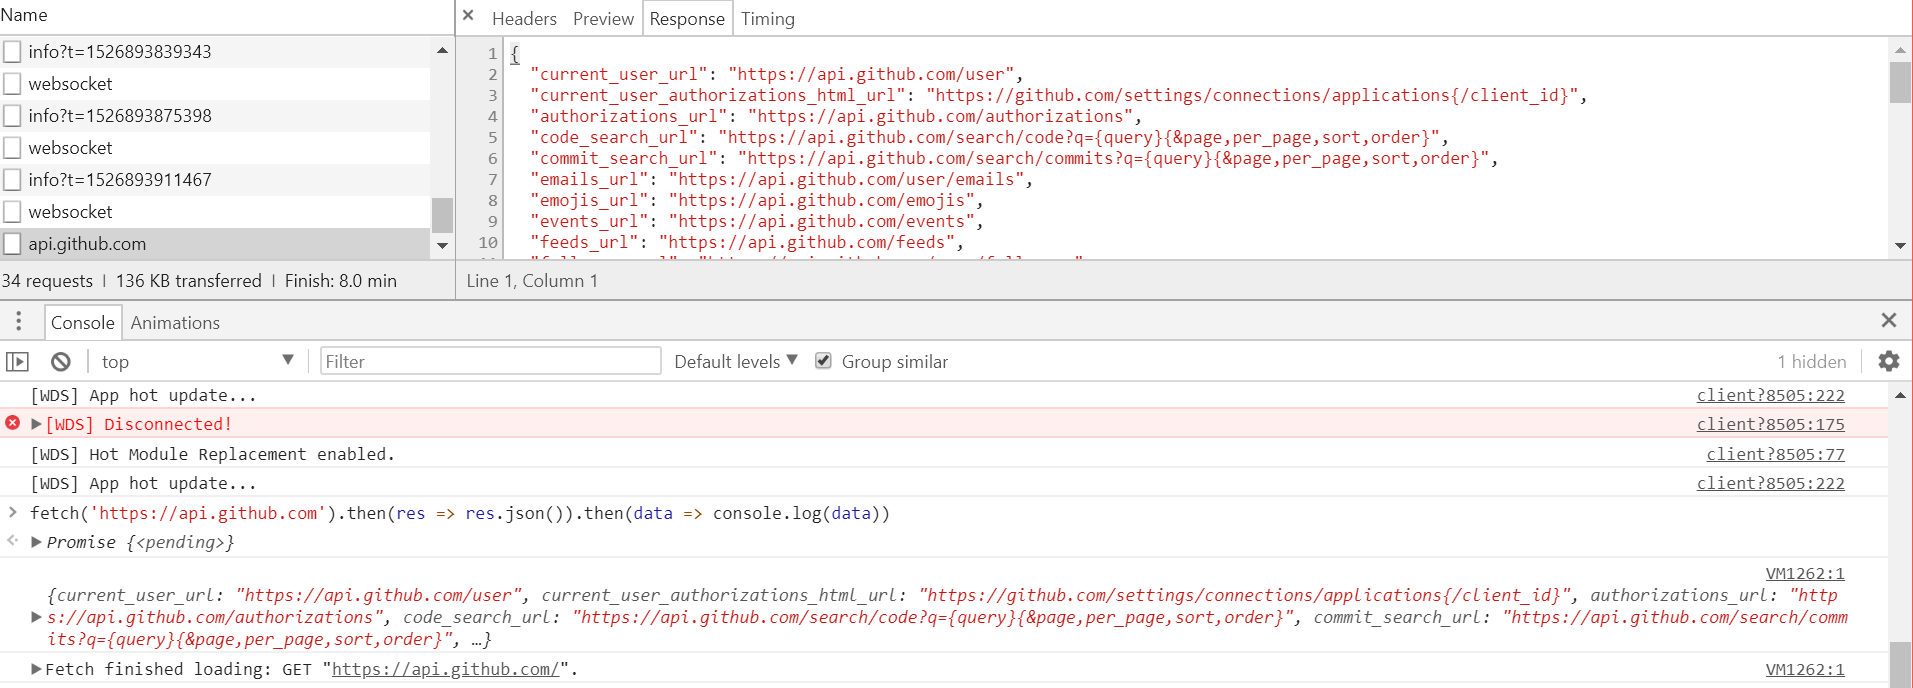 Name
info?t=1526893839343
websocket
info?t=1526893875398
websocket
info?t=1526893911467
websocket
api.github.com
34 requests | 136 KB transferred | Finish: 8.0 min
× Headers Preview Response Timing
1 {
2 "current_user_url": "https://api.github.com/user",
3 "current_user_authorizations_html_url": "https://github.com/settings/connections/applications{/client_id}",
4 "authorizations_url": "https://api.github.com/authorizations",
5 "code_search_url": "https://api.github.com/search/code?q={query}{&page,per_page,sort,order}",
6 "commit_search_url": "https://api.github.com/search/commits?q={query}{&page,per_page,sort,order}",
7 "emails_url": "https://api.github.com/user/emails",
8 "emojis_url": "https://api.github.com/emojis",
9 "events_url": "https://api.github.com/events",
10 "feeds_url": "https://api.github.com/feeds",
Line 1, Column 1
Console Animations
top Filter Default levels Group similar 1 hidden
[WDS] App hot update... client?8505:222
[WDS] Disconnected! client?8505:175
[WDS] Hot Module Replacement enabled. client?8505:77
[WDS] App hot update... client?8505:222
fetch('https://api.github.com').then(res => res.json()).then(data => console.log(data))
Promise {<pending>}
VM1262:1
{current_user_url: "https://api.github.com/user", current_user_authorizations_html_url: "https://github.com/settings/connections/applications{/client_id}", authorizations_url: "http
s://api.github.com/authorizations", code_search_url: "https://api.github.com/search/code?q={query}{&page,per_page,sort,order}", commit_search_url: "https://api.github.com/search/comm
its?q={query}{&page,per_page,sort,order}", …}
Fetch finished loading: GET "https://api.github.com/". VM1262:1